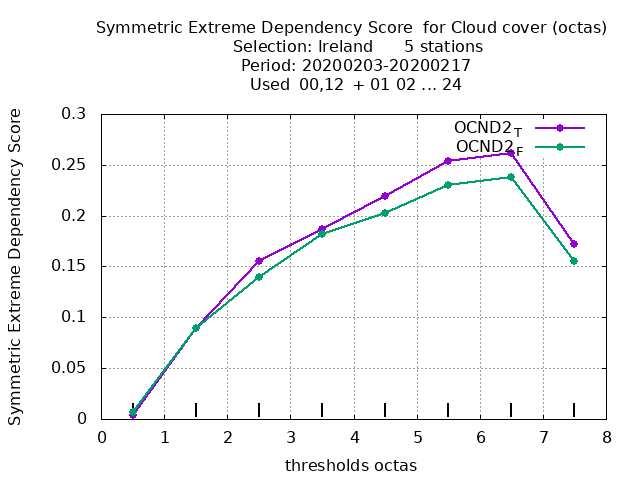 Symmetric Extreme Dependency Score  for Cloud cover (octas)
Selection: Ireland      5 stations
Period: 20200203-20200217
Used  00,12  + 01 02 ... 24
Symmetric Extreme Dependency Score
0.3
0.25
0.2
0.15
0.1
0.05
0
OCND2T
OCND2F
0 1 2 3 4 5 6 7 8
thresholds octas